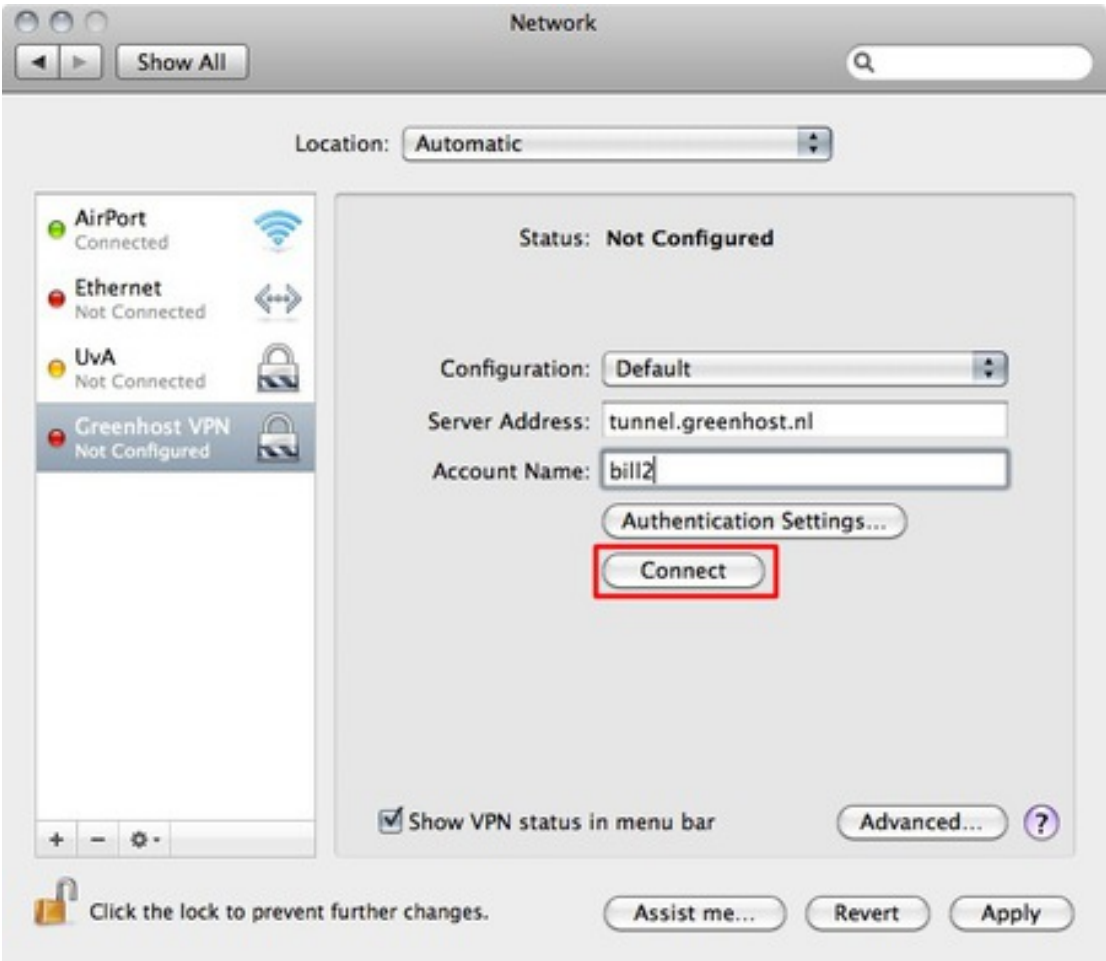 Network
Show All
Location: Automatic
AirPort
Connected
Ethernet
Not Connected
UvA
Not Connected
Greenhost VPN
Not Configured
Status: Not Configured
Configuration: Default
Server Address: tunnel.greenhost.nl
Account Name: bill2
Authentication Settings...
Connect
Show VPN status in menu bar
Advanced...
?
Click the lock to prevent further changes.
Assist me...
Revert
Apply